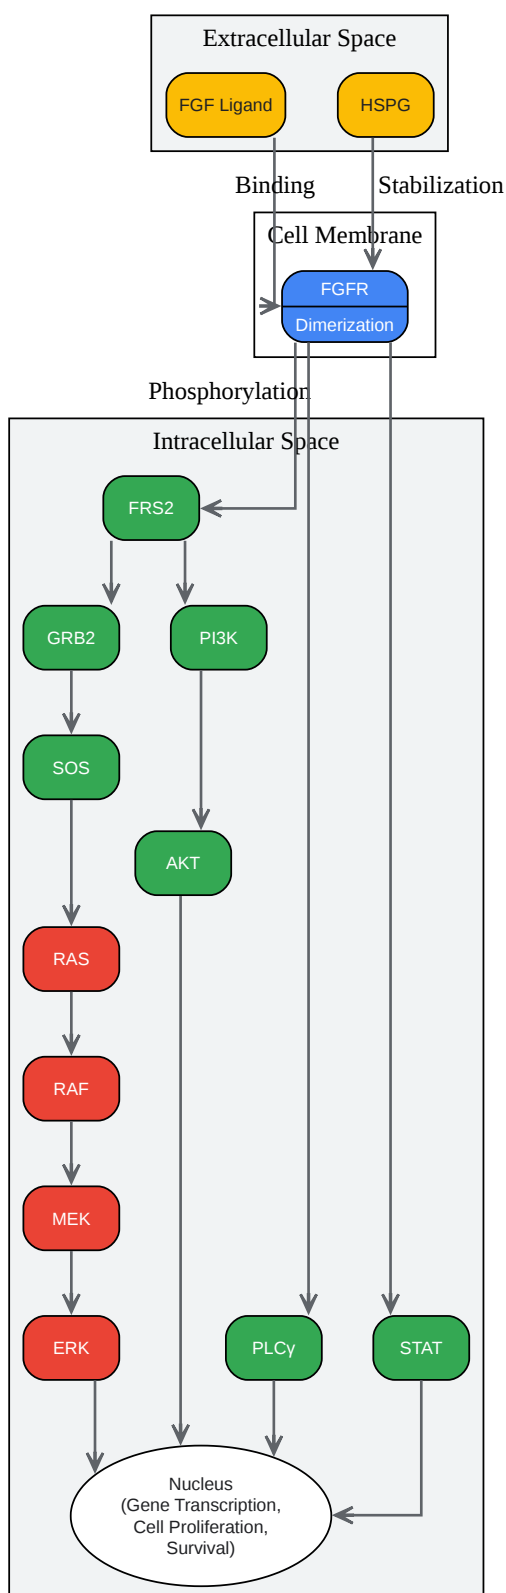 Extracellular Space
FGF Ligand
HSPG
Binding
Stabilization
Cell Membrane
FGFR
Dimerization
Phosphorylation
Intracellular Space
FRS2
GRB2
PI3K
SOS
AKT
RAS
RAF
MEK
ERK
PLCγ
STAT
Nucleus
(Gene Transcription,
Cell Proliferation,
Survival)